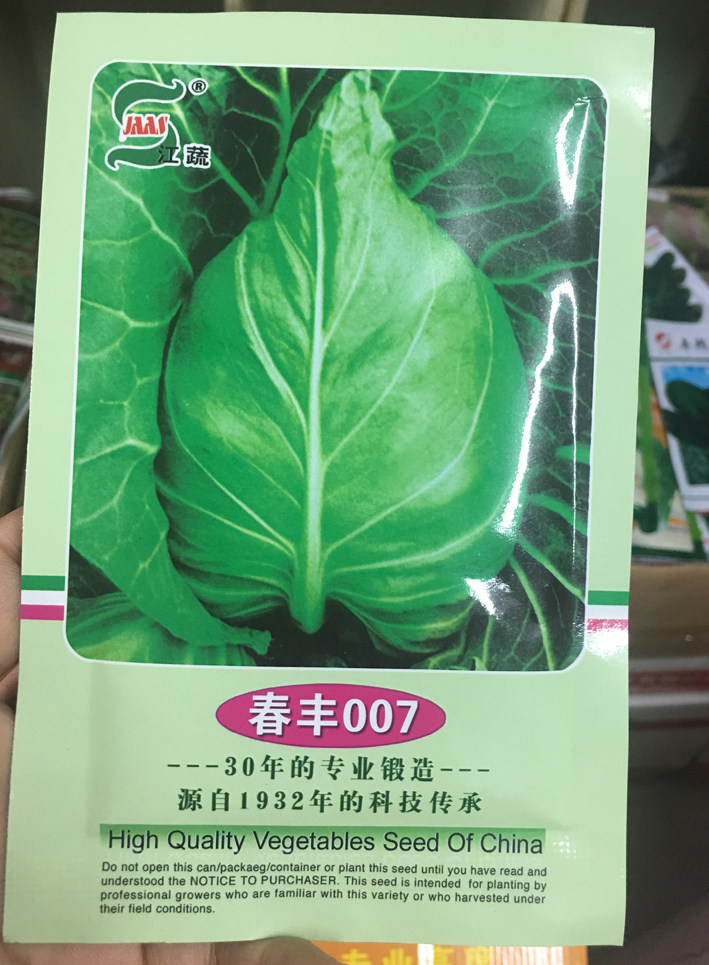 JAAS ®
江蔬
春丰007
---30年的专业锻造---
源自1932年的科技传承
High Quality Vegetables Seed Of China
Do not open this can/packaeg/container or plant this seed until you have read and
understood the NOTICE TO PURCHASER. This seed is intended for planting by
professional growers who are familiar with this variety or who harvested under
their field conditions.